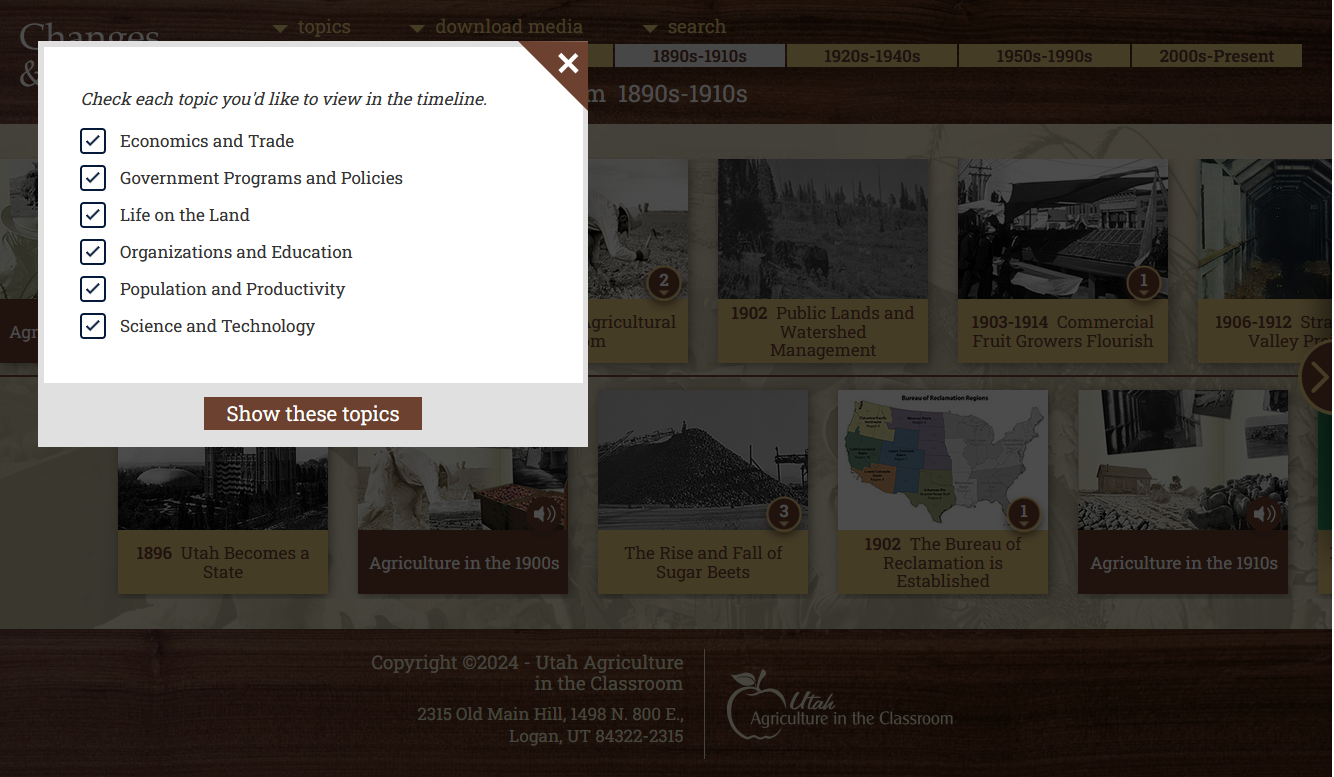 Changes
&
topics
download media
search
1890s-1910s
1920s-1940s
1950s-1990s
2000s-Present
1890s-1910s
Check each topic you'd like to view in the timeline.
Economics and Trade
Government Programs and Policies
Life on the Land
Organizations and Education
Population and Productivity
Science and Technology
Show these topics
2
1902 Public Lands and
Watershed
Management
1
1903-1914 Commercial
Fruit Growers Flourish
1906-1912
1896 Utah Becomes a
State
Agriculture in the 1900s
3
The Rise and Fall of
Sugar Beets
Bureau of Reclamation Regions
1
1902 The Bureau of
Reclamation is
Established
Agriculture in the 1910s
Copyright ©2024 - Utah Agriculture
in the Classroom
2315 Old Main Hill, 1498 N. 800 E.,
Logan, UT 84322-2315
Utah
Agriculture in the Classroom